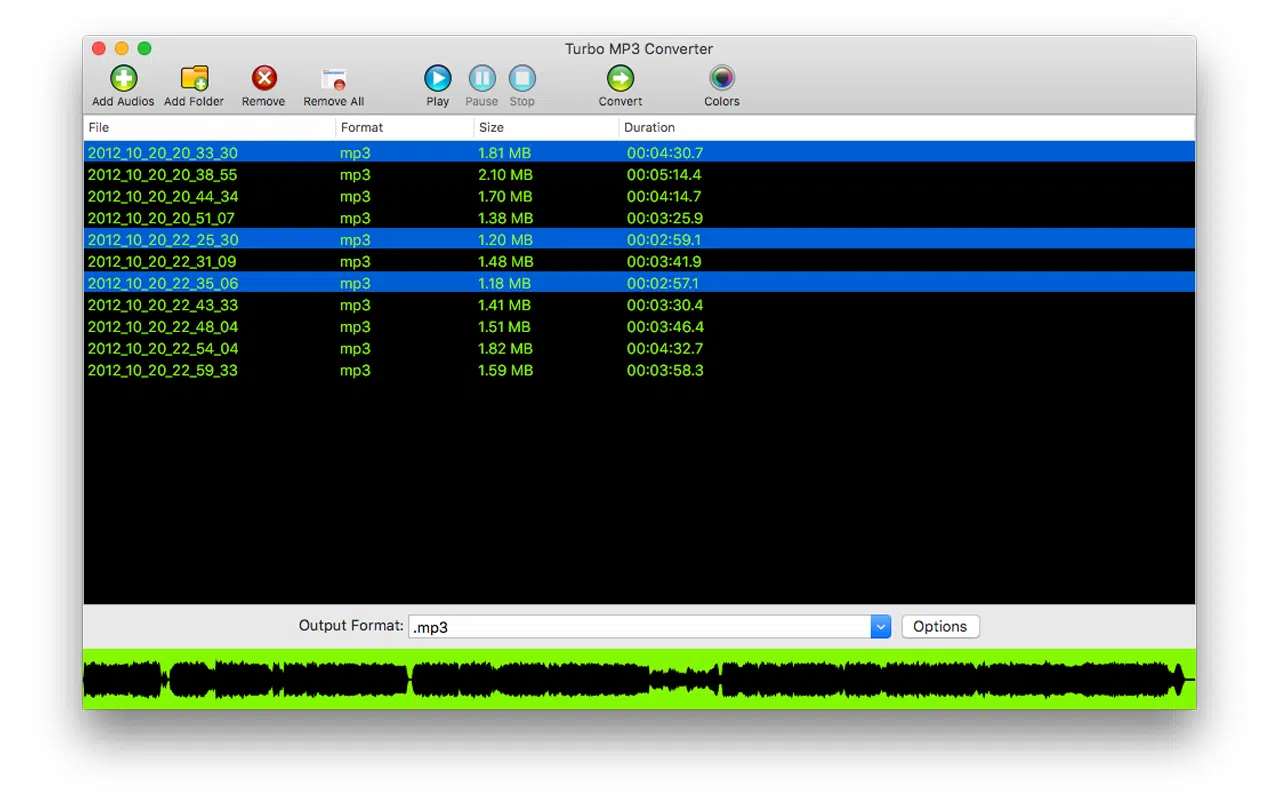 Turbo MP3 Converter
Add Audios Add Folder Remove Remove All Play Pause Stop Convert Colors
File Format Size Duration
2012_10_20_20_33_30 mp3 1.81 MB 00:04:30.7
2012_10_20_20_38_55 mp3 2.10 MB 00:05:14.4
2012_10_20_20_44_34 mp3 1.70 MB 00:04:14.7
2012_10_20_20_51_07 mp3 1.38 MB 00:03:25.9
2012_10_20_22_25_30 mp3 1.20 MB 00:02:59.1
2012_10_20_22_31_09 mp3 1.48 MB 00:03:41.9
2012_10_20_22_35_06 mp3 1.18 MB 00:02:57.1
2012_10_20_22_43_33 mp3 1.41 MB 00:03:30.4
2012_10_20_22_48_04 mp3 1.51 MB 00:03:46.4
2012_10_20_22_54_04 mp3 1.82 MB 00:04:32.7
2012_10_20_22_59_33 mp3 1.59 MB 00:03:58.3
Output Format: .mp3 Options